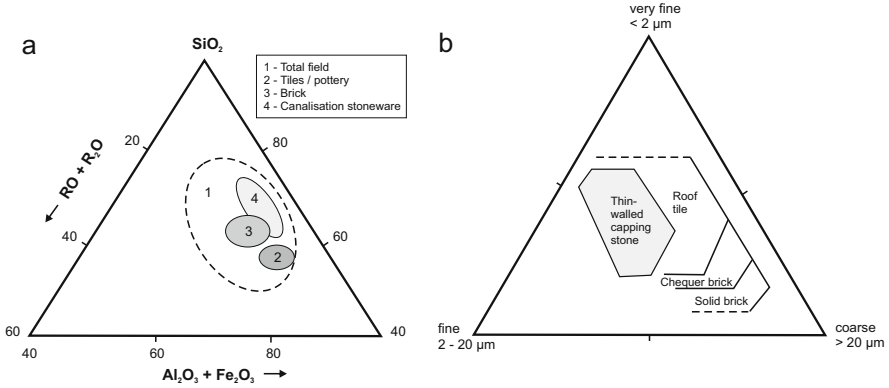 a
SiO₂
1 - Total field
2 - Tiles / pottery
3 - Brick
4 - Canalisation stoneware
20
80
RO + R₂O
1
4
3
2
40
60
60
40
40
60
80
Al₂O₃ + Fe₂O₃
b
very fine
< 2 µm
Thin-
walled
capping
stone
Roof
tile
Chequer brick
Solid brick
fine
2 - 20 µm
coarse
> 20 µm